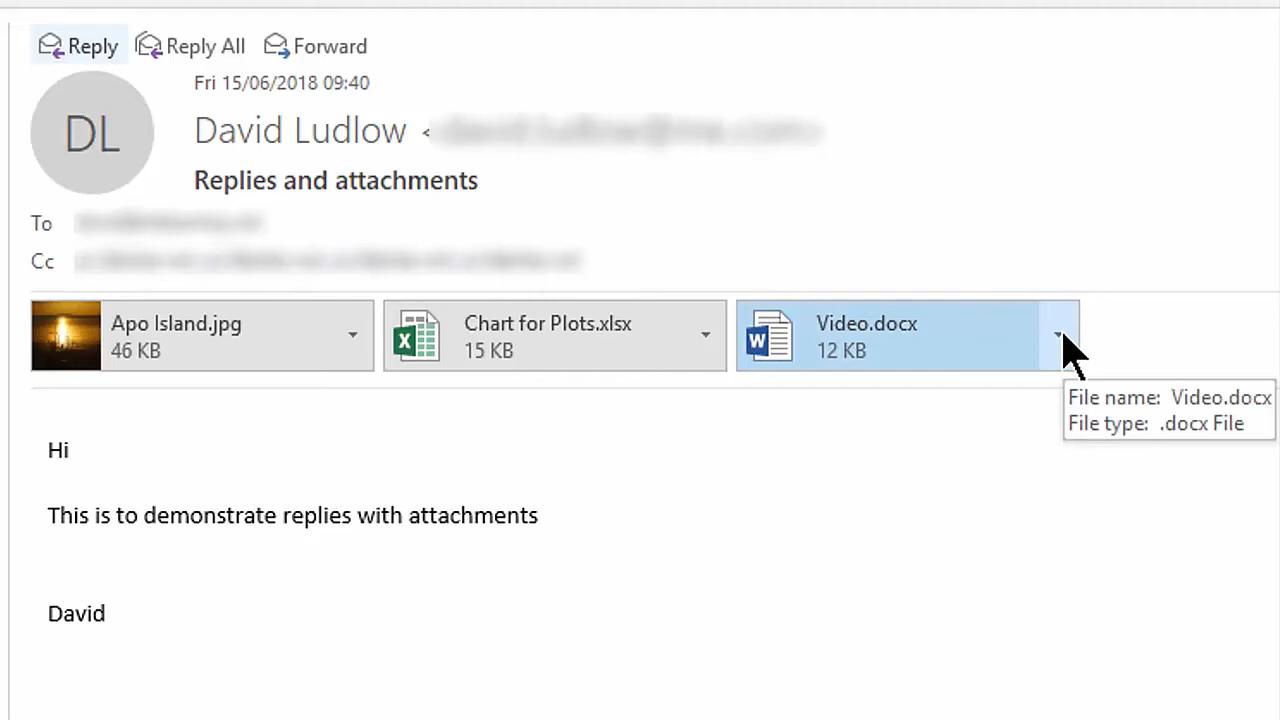 Reply Reply All Forward
Fri 15/06/2018 09:40
DL
David Ludlow <
Replies and attachments
To
Cc
Apo Island.jpg
46 KB
Chart for Plots.xlsx
15 KB
Video.docx
12 KB
File name: Video.docx
File type: .docx File
Hi
This is to demonstrate replies with attachments
David